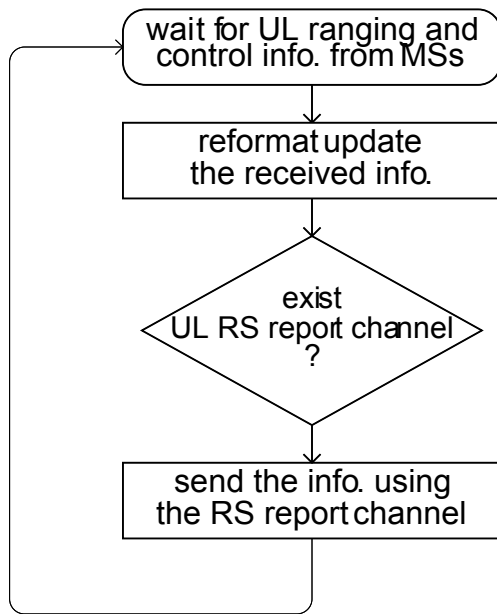 wait for UL ranging and
control info. from MSs
reformat update
the received info.
exist
UL RS report channel
?
send the info. using
the RS report channel